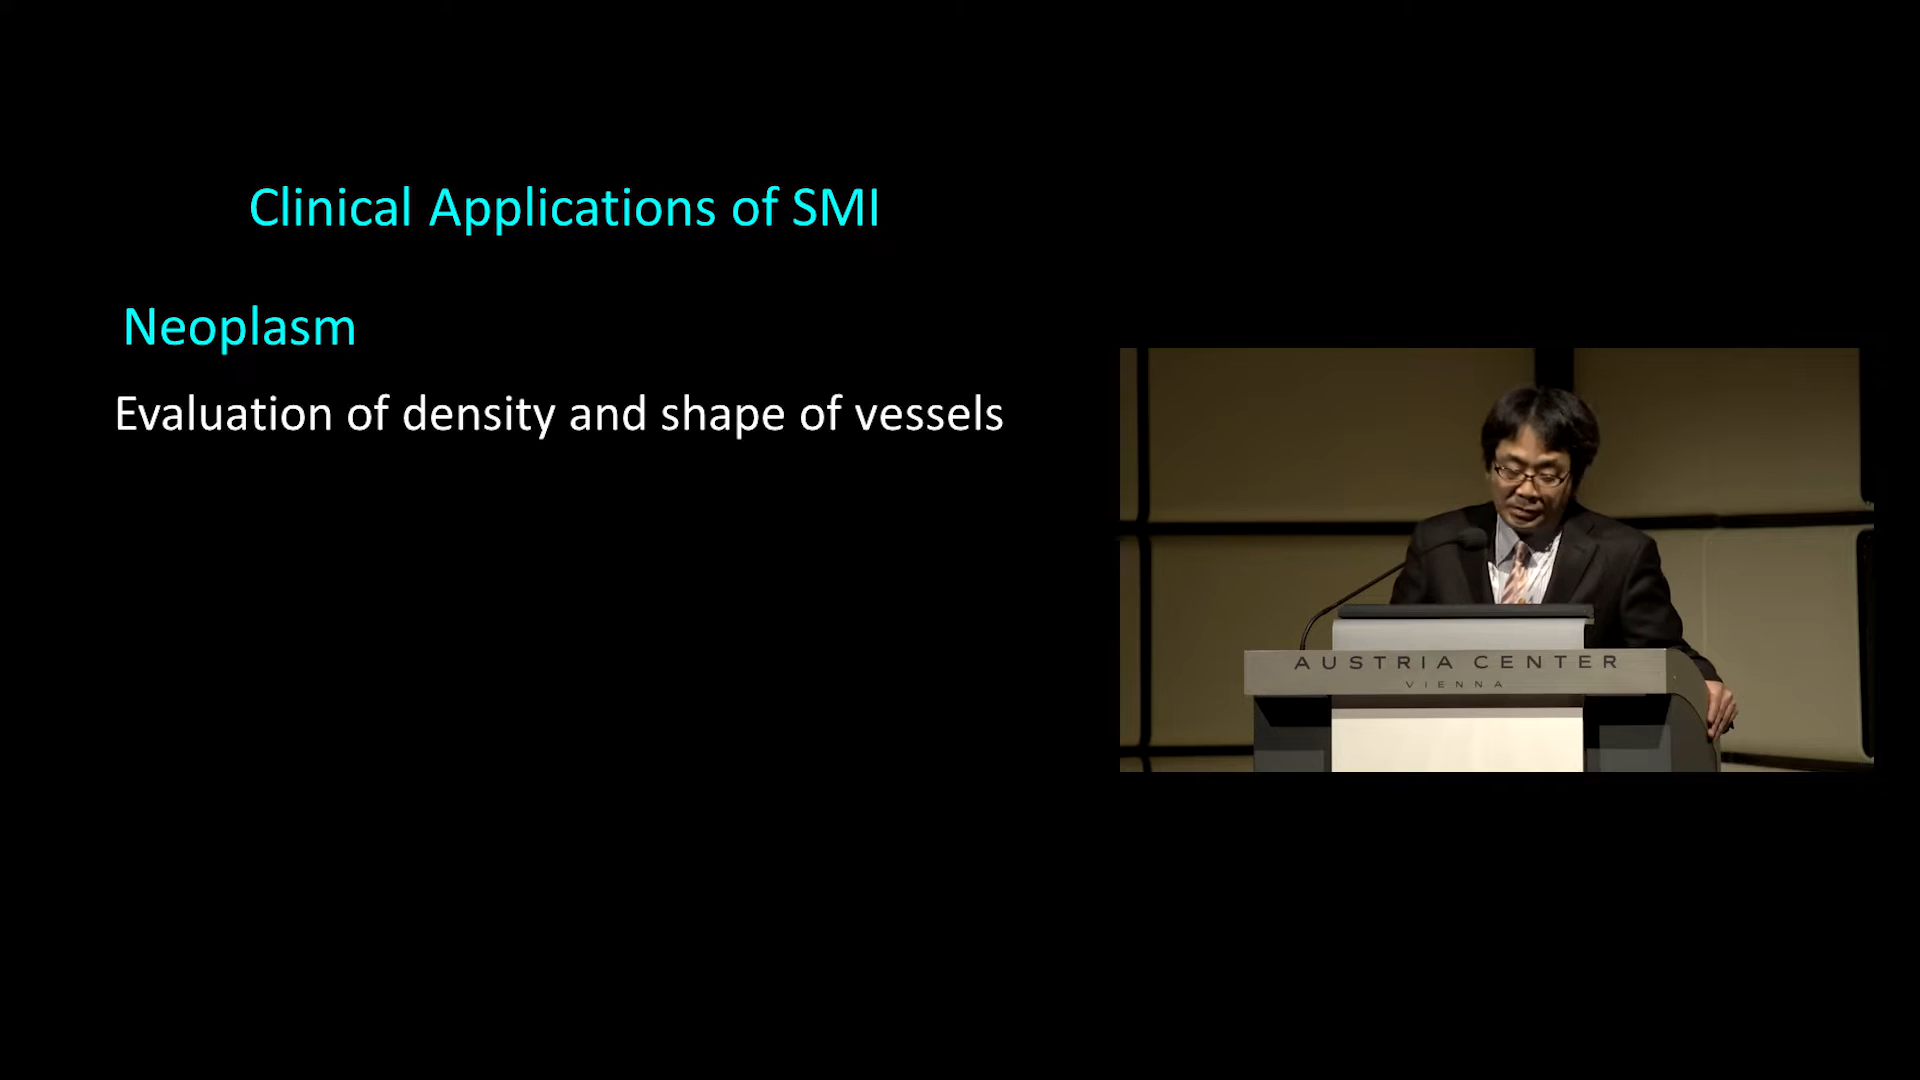 Clinical Applications of SMI
Neoplasm
Evaluation of density and shape of vessels
AUSTRIA CENTER
VIENNA